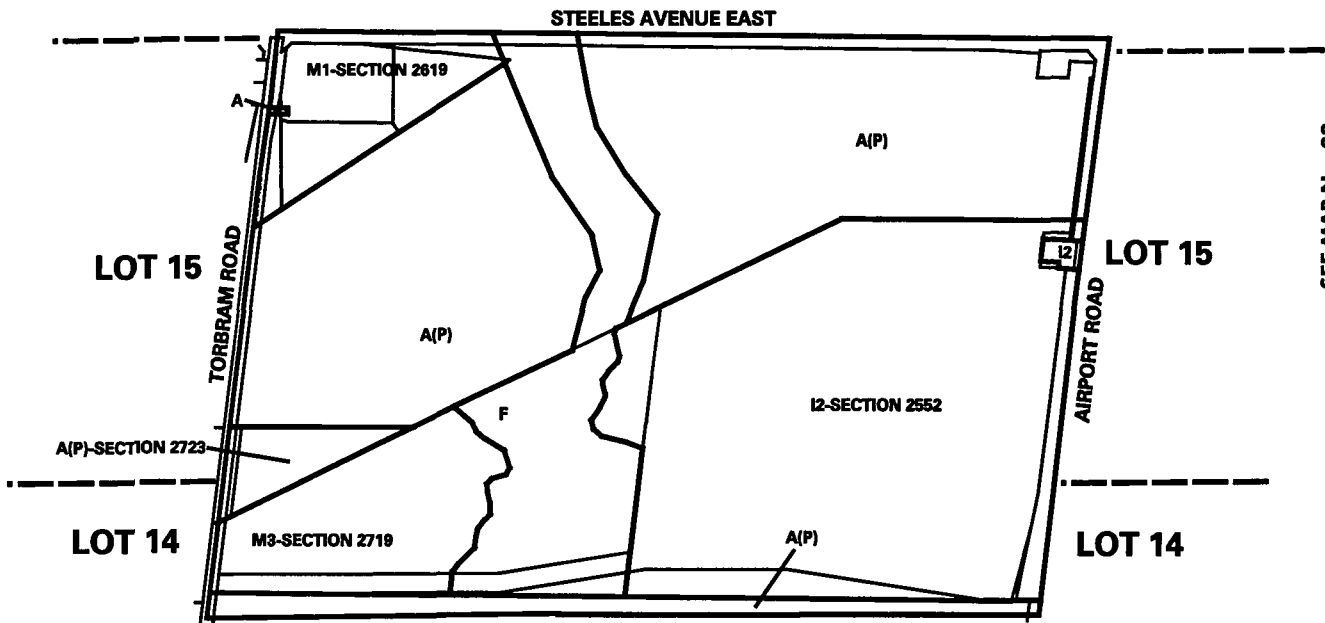 STEELES AVENUE EAST
M1-SECTION 2619
A
A(P)
LOT 15
TORBRAM ROAD
I2
LOT 15
AIRPORT ROAD
A(P)
I2-SECTION 2552
F
A(P)-SECTION 2723
LOT 14
M3-SECTION 2719
A(P)
LOT 14